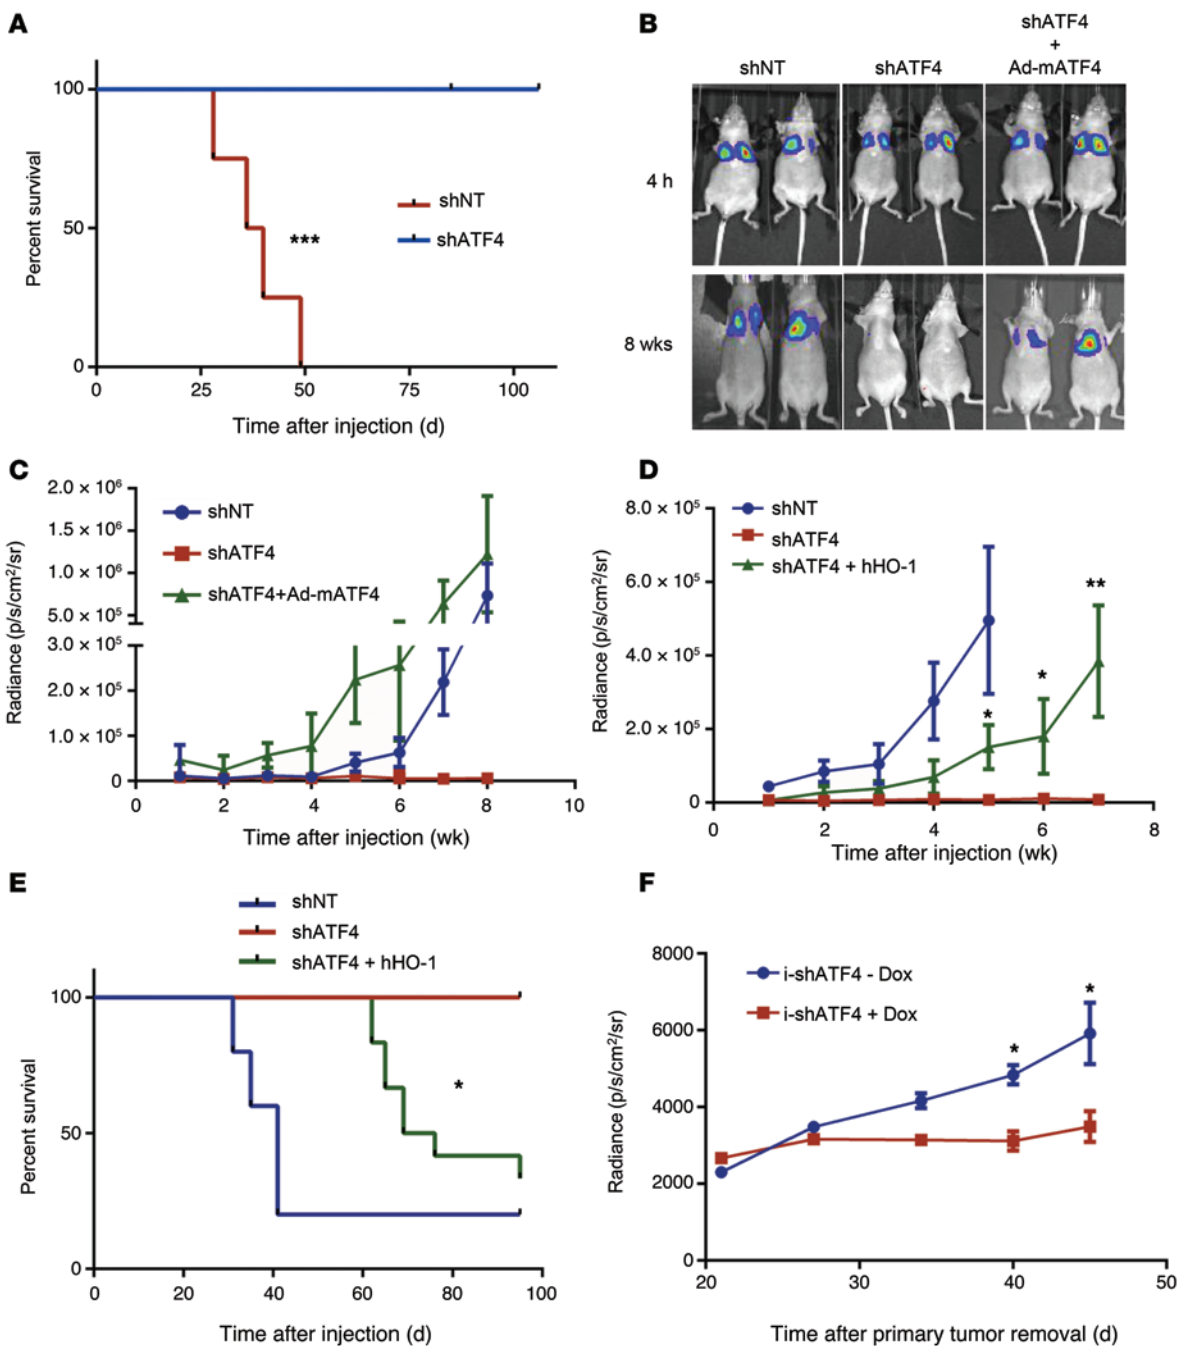 A
100
50
0
Percent survival
shNT
shATF4
***
0 25 50 75 100
Time after injection (d)
B
shNT
shATF4
shATF4
+
Ad-mATF4
4 h
8 wks
C
2.0 × 10⁶
1.5 × 10⁶
1.0 × 10⁶
5.0 × 10⁵
3.0 × 10⁵
2.0 × 10⁵
1.0 × 10⁵
0
Radiance (p/s/cm²/sr)
shNT
shATF4
shATF4+Ad-mATF4
0 2 4 6 8 10
Time after injection (wk)
D
8.0 × 10⁵
6.0 × 10⁵
4.0 × 10⁵
2.0 × 10⁵
0
Radiance (p/s/cm²/sr)
shNT
shATF4
shATF4 + hHO-1
*
*
**
0 2 4 6 8
Time after injection (wk)
E
shNT
shATF4
shATF4 + hHO-1
100
50
0
Percent survival
*
0 20 40 60 80 100
Time after injection (d)
F
8000
6000
4000
2000
0
Radiance (p/s/cm²/sr)
i-shATF4 - Dox
i-shATF4 + Dox
*
*
20 30 40 50
Time after primary tumor removal (d)